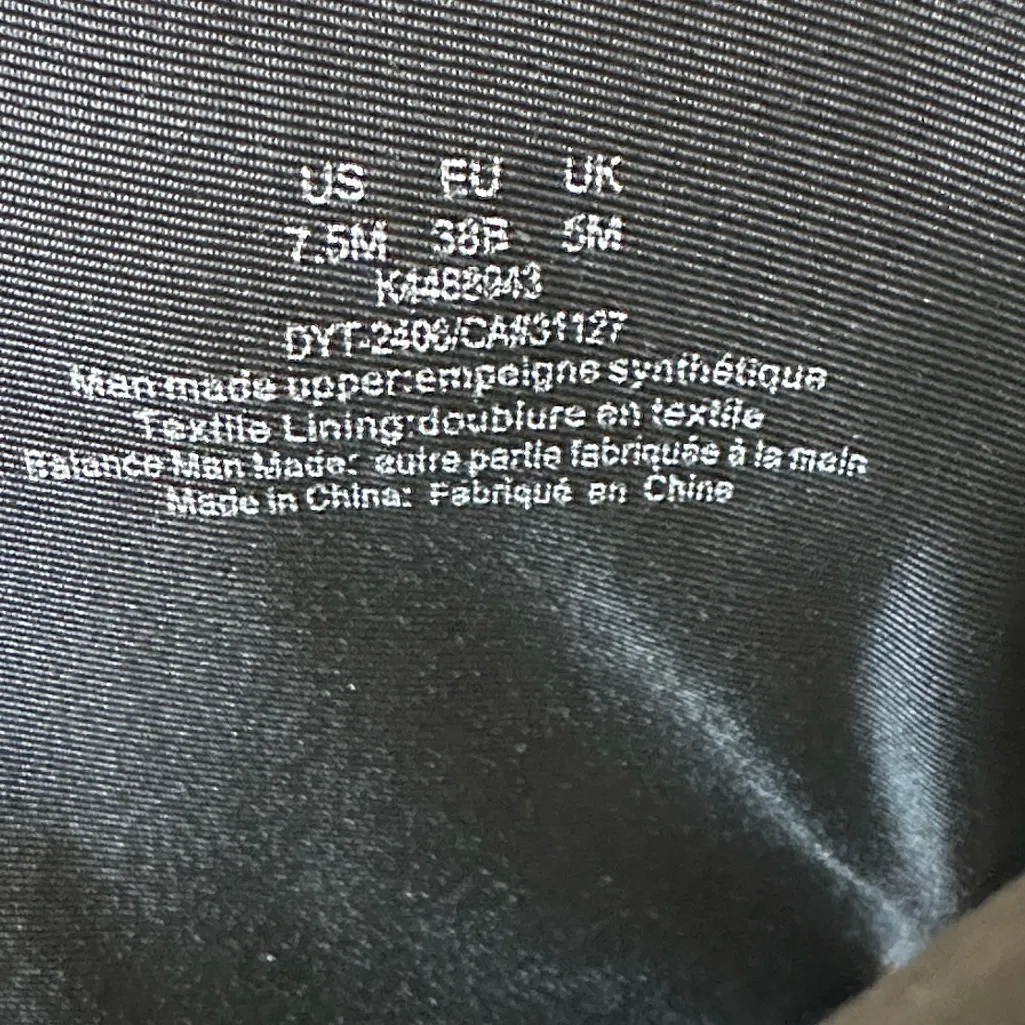 US EU UK
7.5M 38B 5M
K4482943
DYT-2406/CA#31127
Man made upper:empeigne synthétique
Textile Lining:doublure en textile
Balance Man Made: autre partie fabriqués à la main
Made in China: Fabriqué en Chine